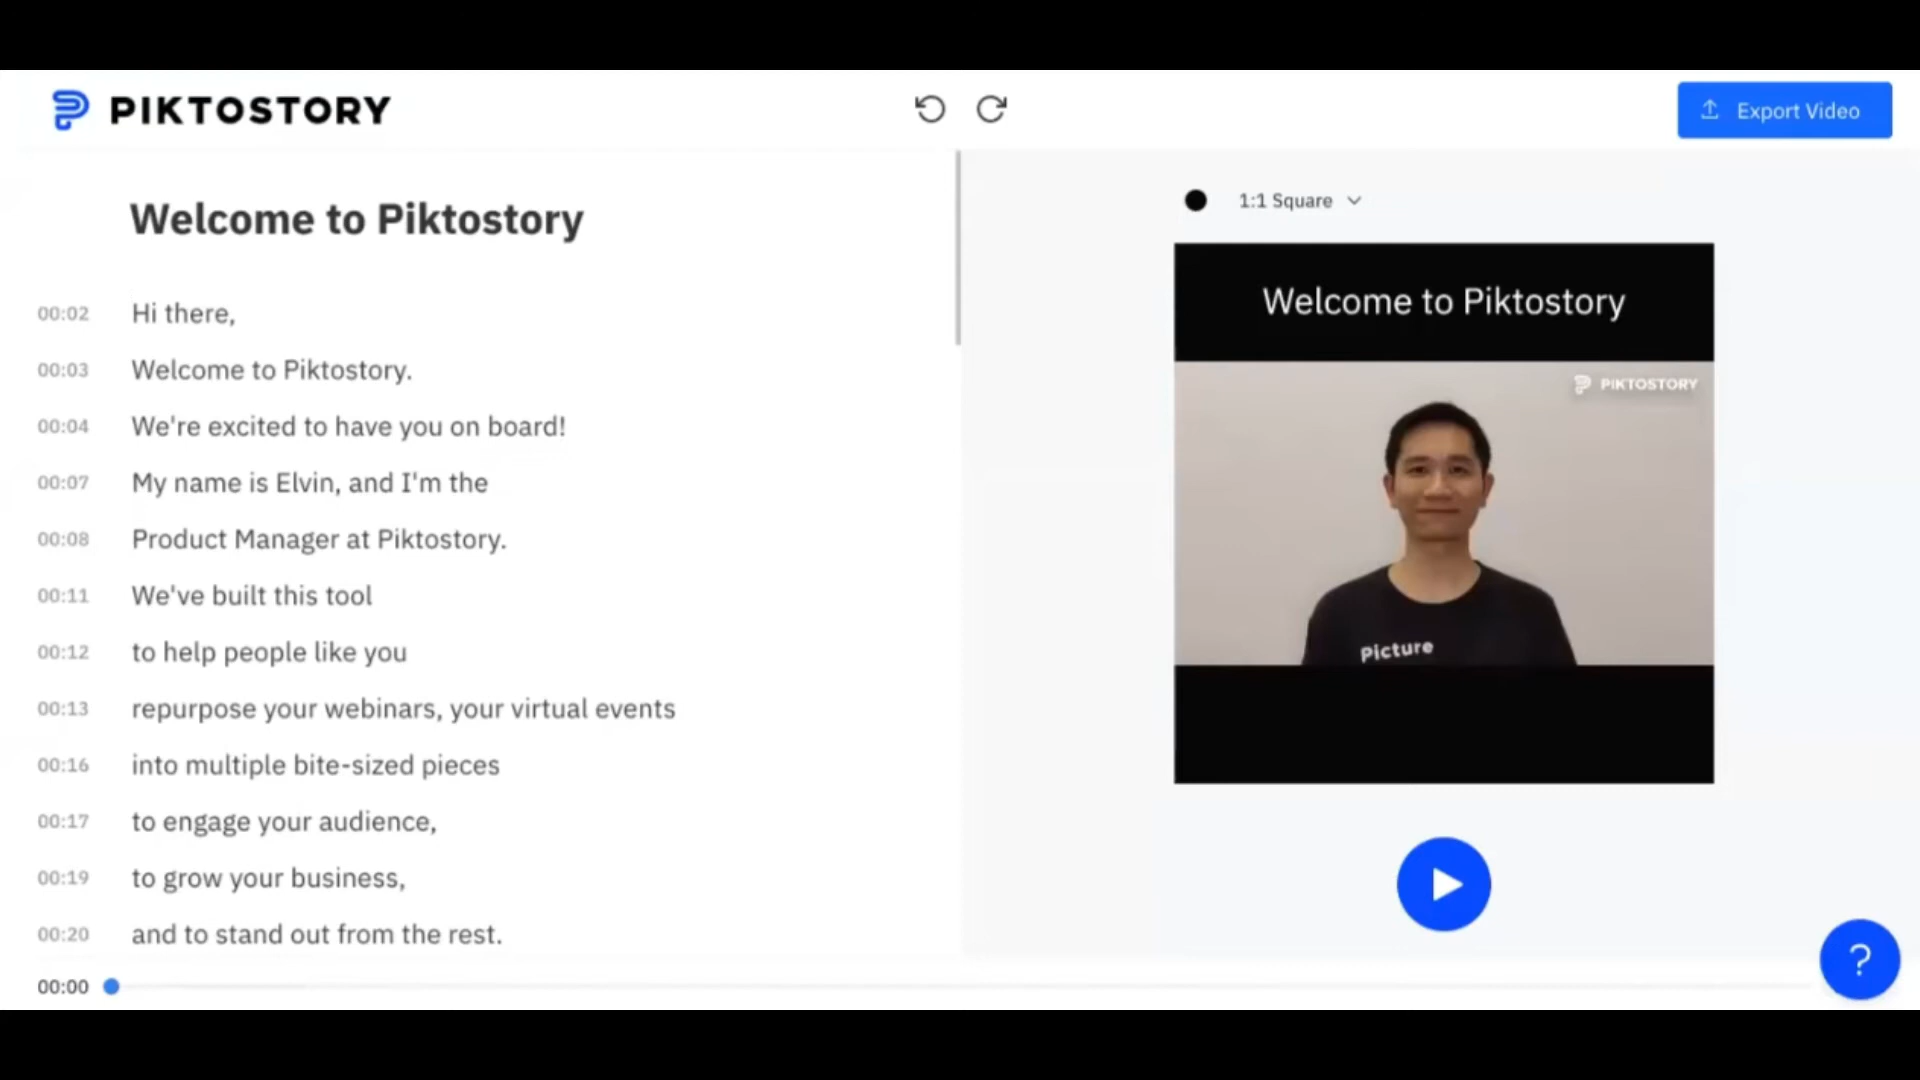 PIKTOSTORY
Export Video
Welcome to Piktostory
1:1 Square
00:02 Hi there,
00:03 Welcome to Piktostory.
00:04 We're excited to have you on board!
00:07 My name is Elvin, and I'm the
00:08 Product Manager at Piktostory.
00:11 We've built this tool
00:12 to help people like you
00:13 repurpose your webinars, your virtual events
00:16 into multiple bite-sized pieces
00:17 to engage your audience,
00:19 to grow your business,
00:20 and to stand out from the rest.
Welcome to Piktostory
PIKTOSTORY
Picture
?
00:00